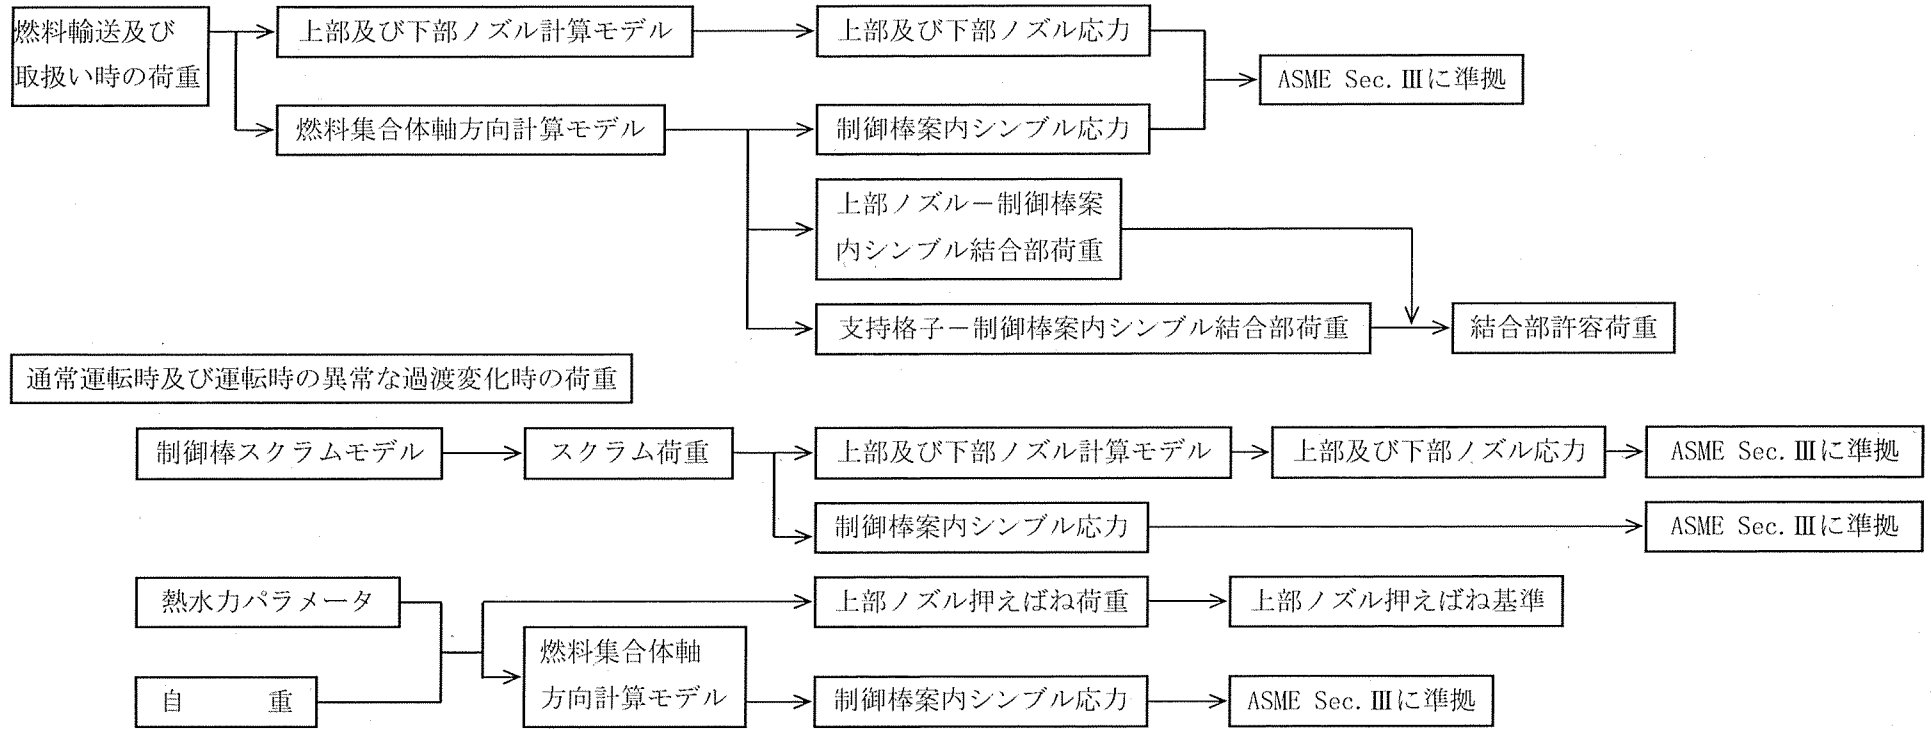 燃料輸送及び
取扱い時の荷重
上部及び下部ノズル計算モデル
上部及び下部ノズル応力
ASME Sec.Ⅲに準拠
燃料集合体軸方向計算モデル
制御棒案内シンブル応力
上部ノズル－制御棒案
内シンブル結合部荷重
支持格子－制御棒案内シンブル結合部荷重
結合部許容荷重
通常運転時及び運転時の異常な過渡変化時の荷重
制御棒スクラムモデル
スクラム荷重
上部及び下部ノズル計算モデル
上部及び下部ノズル応力
ASME Sec.Ⅲに準拠
制御棒案内シンブル応力
ASME Sec.Ⅲに準拠
熱水力パラメータ
上部ノズル押えばね荷重
上部ノズル押えばね基準
燃料集合体軸
方向計算モデル
自　　　重
制御棒案内シンブル応力
ASME Sec.Ⅲに準拠